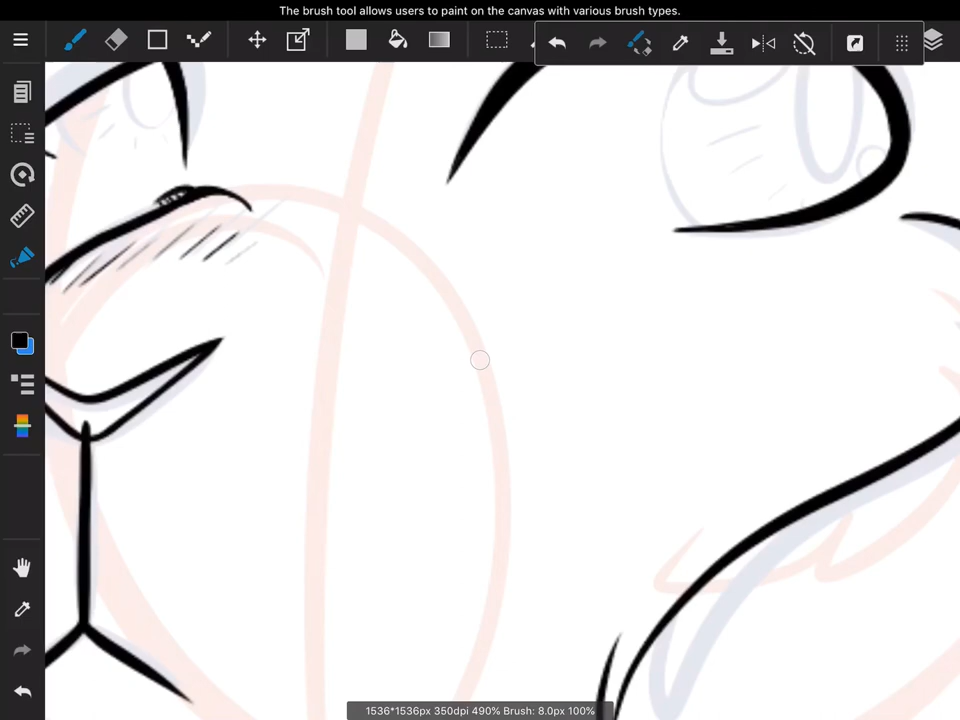 The brush tool allows users to paint on the canvas with various brush types.
1536*1536px 350dpi 490% Brush: 8.0px 100%